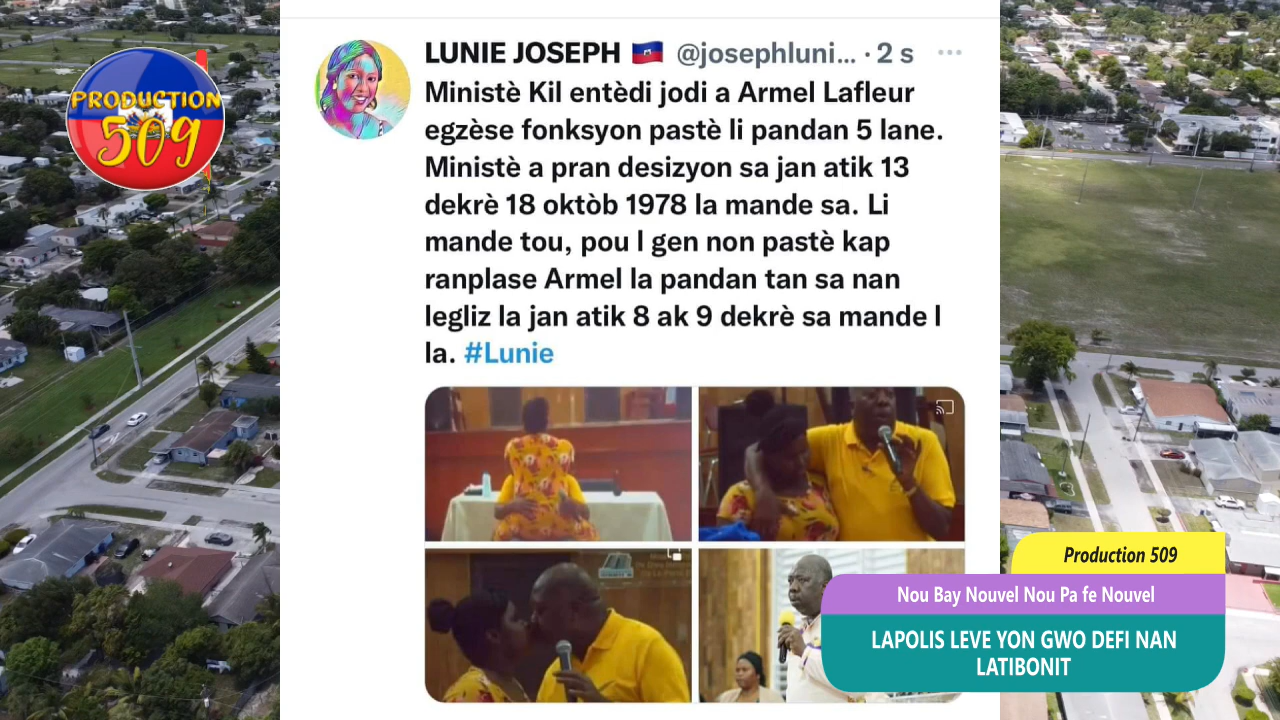 PRODUCTION
509
LUNIE JOSEPH 🇭🇹 @josephluni... · 2 s
Ministè Kil entèdi jodi a Armel Lafleur
egzèse fonksyon pastè li pandan 5 lane.
Ministè a pran desizyon sa jan atik 13
dekrè 18 oktòb 1978 la mande sa. Li
mande tou, pou l gen non pastè kap
ranplase Armel la pandan tan sa nan
legliz la jan atik 8 ak 9 dekrè sa mande l
la. #Lunie
Production 509
Nou Bay Nouvel Nou Pa fe Nouvel
LAPOLIS LEVE YON GWO DEFI NAN
LATIBONIT